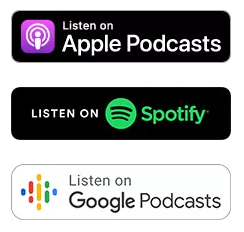 Listen on
Apple Podcasts
LISTEN ON Spotify
Listen on
Google Podcasts